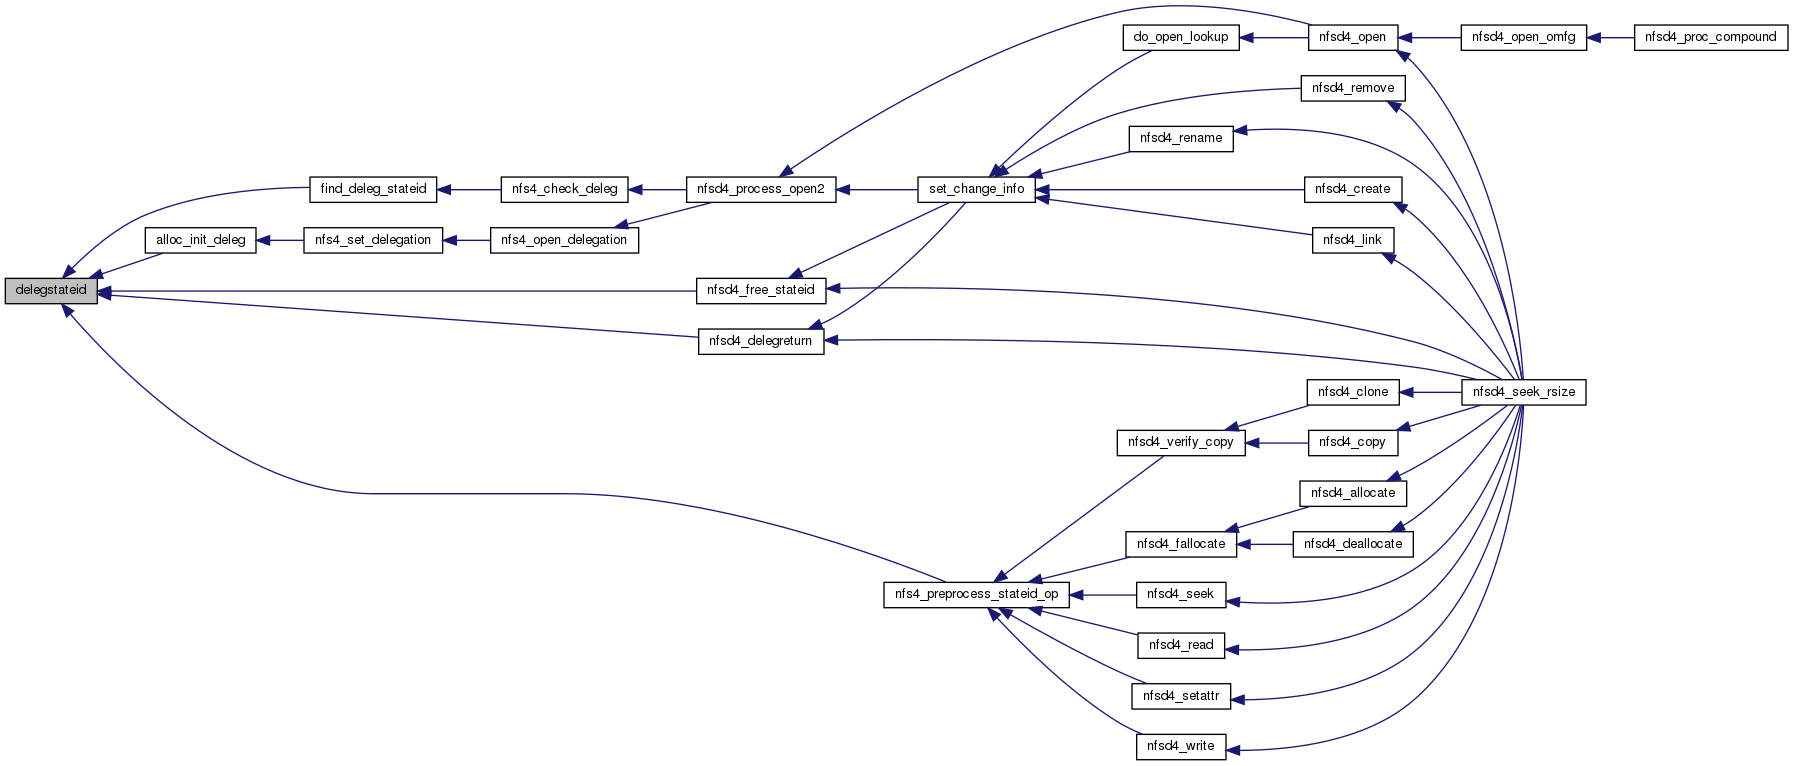 do_open_lookup
nfsd4_open
nfsd4_open_omfg
nfsd4_proc_compound
nfsd4_remove
nfsd4_rename
find_deleg_stateid
nfs4_check_deleg
nfsd4_process_open2
set_change_info
nfsd4_create
alloc_init_deleg
nfs4_set_delegation
nfs4_open_delegation
nfsd4_link
delegstateid
nfsd4_free_stateid
nfsd4_delegreturn
nfsd4_clone
nfsd4_seek_rsize
nfsd4_verify_copy
nfsd4_copy
nfsd4_allocate
nfsd4_fallocate
nfsd4_deallocate
nfs4_preprocess_stateid_op
nfsd4_seek
nfsd4_read
nfsd4_setattr
nfsd4_write